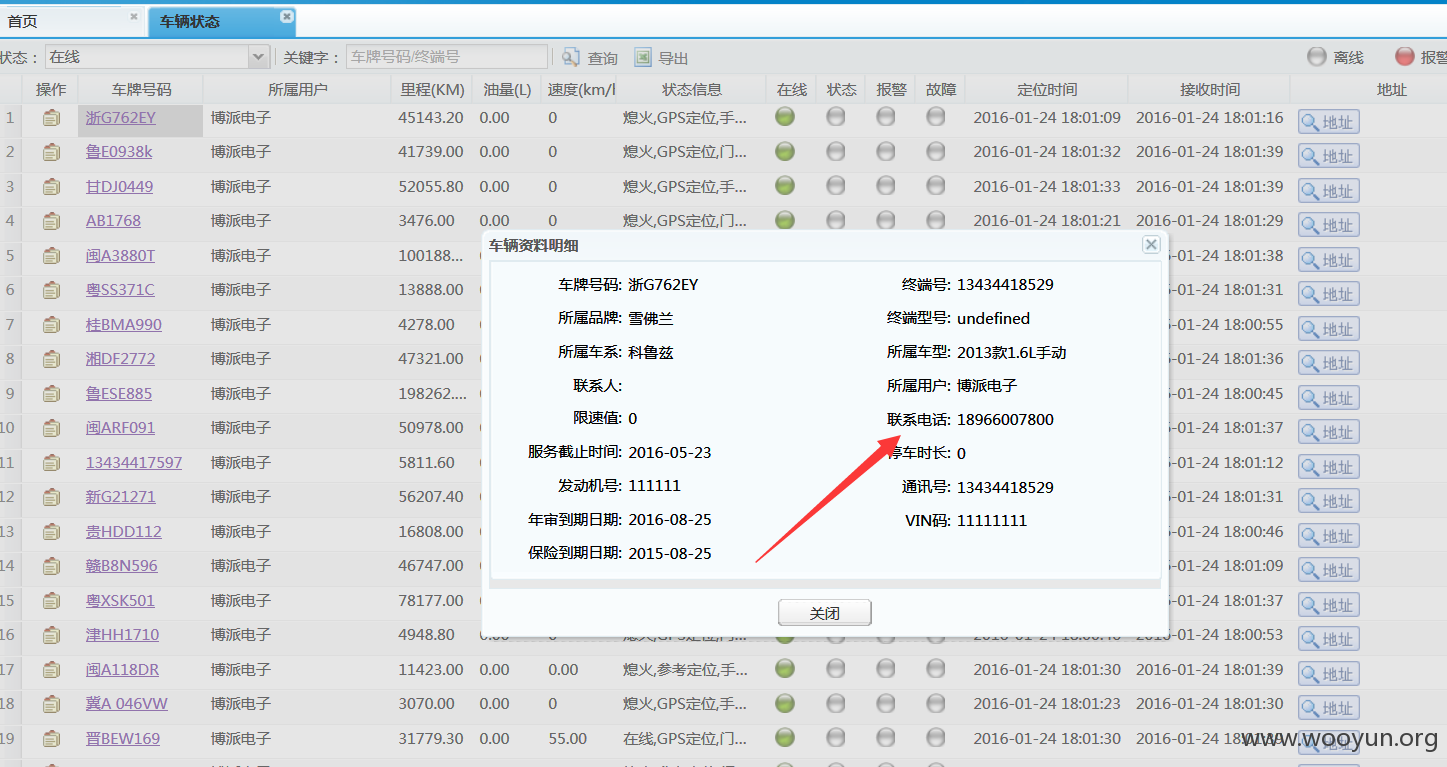 首页 车辆状态
状态： 在线 关键字： 车牌号码/终端号 查询 导出 离线 报警
操作 车牌号码 所属用户 里程(KM) 油量(L) 速度(km/h 状态信息 在线 状态 报警 故障 定位时间 接收时间 地址
1 浙G762EY 博派电子 45143.20 0.00 0 熄火,GPS定位,手... 2016-01-24 18:01:09 2016-01-24 18:01:16 地址
2 鲁E0938k 博派电子 41739.00 0.00 0 熄火,GPS定位,门... 2016-01-24 18:01:32 2016-01-24 18:01:39 地址
3 甘DJ0449 博派电子 52055.80 0.00 0 熄火,GPS定位,手... 2016-01-24 18:01:33 2016-01-24 18:01:39 地址
4 AB1768 博派电子 3476.00 0.00 0 熄火,GPS定位,门... 2016-01-24 18:01:21 2016-01-24 18:01:29 地址
5 闽A3880T 博派电子 100188... -01-24 18:01:38 地址
6 粤SS371C 博派电子 13888.00 -01-24 18:01:31 地址
7 桂BMA990 博派电子 4278.00 -01-24 18:00:55 地址
8 湘DF2772 博派电子 47321.00 -01-24 18:01:36 地址
9 鲁ESE885 博派电子 198262.... -01-24 18:00:45 地址
10 闽ARF091 博派电子 50978.00 -01-24 18:01:37 地址
11 13434417597 博派电子 5811.60 -01-24 18:01:12 地址
12 新G21271 博派电子 56207.40 -01-24 18:01:31 地址
13 贵HDD112 博派电子 16808.00 -01-24 18:00:46 地址
14 赣B8N596 博派电子 46747.00 -01-24 18:01:09 地址
15 粤XSK501 博派电子 78177.00 -01-24 18:01:37 地址
16 津HH1710 博派电子 4948.80 0.00 0 熄火,GPS定位,门... 2016-01-24 18:00:53 地址
17 闽A118DR 博派电子 11423.00 0.00 0.00 熄火,参考定位,手... 2016-01-24 18:01:30 2016-01-24 18:01:39 地址
18 冀A 046VW 博派电子 3070.00 0.00 0 熄火,GPS定位,手... 2016-01-24 18:01:23 2016-01-24 18:01:30 地址
19 晋BEW169 博派电子 31779.30 0.00 55.00 在线,GPS定位,门... 2016-01-24 18:01:30 2016-01-24 18:01:39 地址
车辆资料明细
车牌号码: 浙G762EY 终端号: 13434418529
所属品牌: 雪佛兰 终端型号: undefined
所属车系: 科鲁兹 所属车型: 2013款1.6L手动
联系人: 所属用户: 博派电子
限速值: 0 联系电话: 18966007800
服务截止时间: 2016-05-23 停车时长: 0
发动机号: 111111 通讯号: 13434418529
年审到期日期: 2016-08-25 VIN码: 11111111
保险到期日期: 2015-08-25
关闭
www.wooyun.org